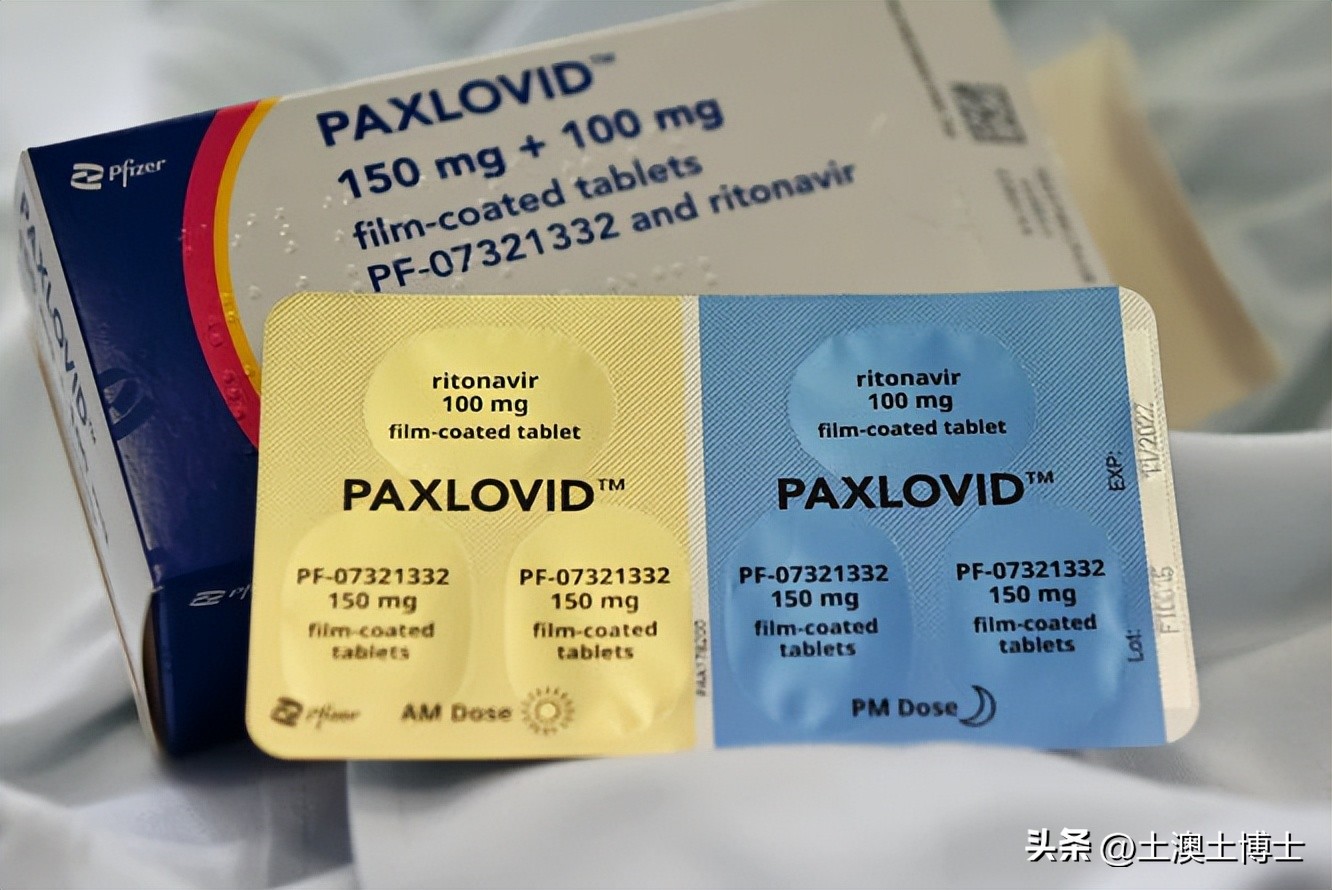 Pfizer
PAXLOVID™
150 mg + 100 mg
film-coated tablets
PF-07321332 and ritonavir
PAXLOVID™
ritonavir
100 mg
film-coated tablet
PAXLOVID™
PF-07321332
150 mg
film-coated
tablets
PF-07321332
150 mg
film-coated
tablets
Pfizer
AM Dose
ritonavir
100 mg
film-coated tablet
PAXLOVID™
PF-07321332
150 mg
film-coated
tablets
PF-07321332
150 mg
film-coated
tablets
PM Dose
EXP:
11/2022
Lot:
头条 @土澳土博士